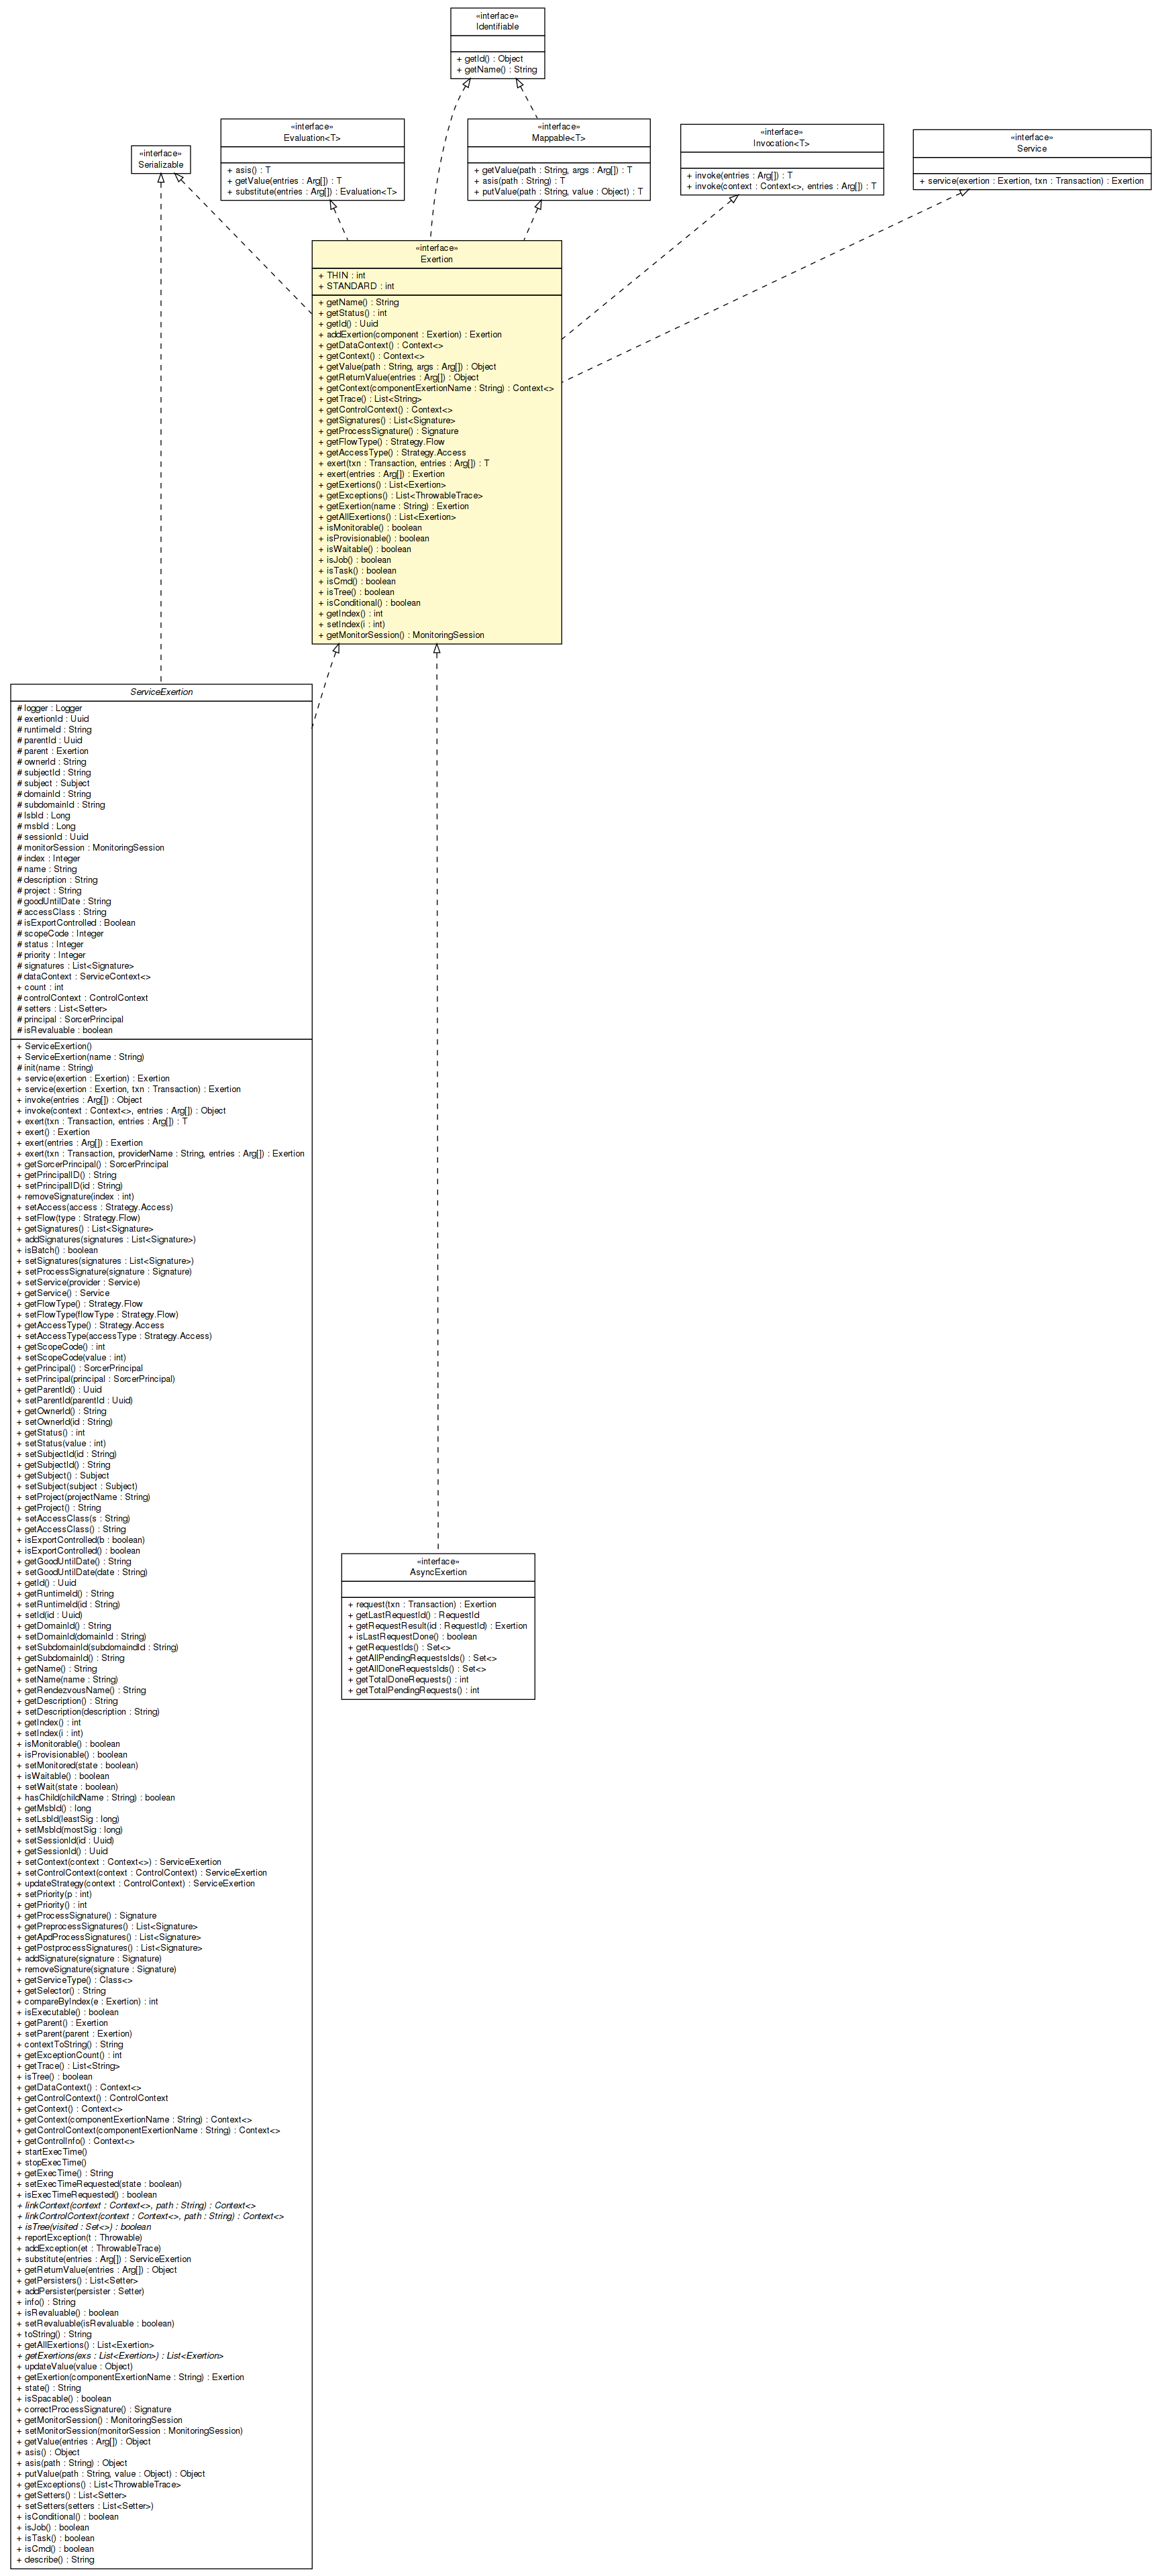 «interface»
Identifiable
+ getId() : Object
+ getName() : String
«interface»
Serializable
«interface»
Evaluation<T>
+ asis() : T
+ getValue(entries : Arg[]) : T
+ substitute(entries : Arg[]) : Evaluation<T>
«interface»
Mappable<T>
+ getValue(path : String, args : Arg[]) : T
+ asis(path : String) : T
+ putValue(path : String, value : Object) : T
«interface»
Invocation<T>
+ invoke(entries : Arg[]) : T
+ invoke(context : Context<>, entries : Arg[]) : T
«interface»
Service
+ service(exertion : Exertion, txn : Transaction) : Exertion
«interface»
Exertion
+ THIN : int
+ STANDARD : int
+ getName() : String
+ getStatus() : int
+ getId() : Uuid
+ addExertion(component : Exertion) : Exertion
+ getDataContext() : Context<>
+ getContext() : Context<>
+ getValue(path : String, args : Arg[]) : Object
+ getReturnValue(entries : Arg[]) : Object
+ getContext(componentExertionName : String) : Context<>
+ getTrace() : List<String>
+ getControlContext() : Context<>
+ getSignatures() : List<Signature>
+ getProcessSignature() : Signature
+ getFlowType() : Strategy.Flow
+ getAccessType() : Strategy.Access
+ exert(txn : Transaction, entries : Arg[]) : T
+ exert(entries : Arg[]) : Exertion
+ getExertions() : List<Exertion>
+ getExceptions() : List<ThrowableTrace>
+ getExertion(name : String) : Exertion
+ getAllExertions() : List<Exertion>
+ isMonitorable() : boolean
+ isProvisionable() : boolean
+ isWaitable() : boolean
+ isJob() : boolean
+ isTask() : boolean
+ isCmd() : boolean
+ isTree() : boolean
+ isConditional() : boolean
+ getIndex() : int
+ setIndex(i : int)
+ getMonitorSession() : MonitoringSession
ServiceExertion
# logger : Logger
# exertionId : Uuid
# runtimeId : String
# parentId : Uuid
# parent : Exertion
# ownerId : String
# subjectId : String
# subject : Subject
# domainId : String
# subdomainId : String
# lsbId : Long
# msbId : Long
# sessionId : Uuid
# monitorSession : MonitoringSession
# index : Integer
# name : String
# description : String
# project : String
# goodUntilDate : String
# accessClass : String
# isExportControlled : Boolean
# scopeCode : Integer
# status : Integer
# priority : Integer
# signatures : List<Signature>
# dataContext : ServiceContext<>
+ count : int
# controlContext : ControlContext
# setters : List<Setter>
# principal : SorcerPrincipal
# isRevaluable : boolean
+ ServiceExertion()
+ ServiceExertion(name : String)
# init(name : String)
+ service(exertion : Exertion) : Exertion
+ service(exertion : Exertion, txn : Transaction) : Exertion
+ invoke(entries : Arg[]) : Object
+ invoke(context : Context<>, entries : Arg[]) : Object
+ exert(txn : Transaction, entries : Arg[]) : T
+ exert() : Exertion
+ exert(entries : Arg[]) : Exertion
+ exert(txn : Transaction, providerName : String, entries : Arg[]) : Exertion
+ getSorcerPrincipal() : SorcerPrincipal
+ getPrincipalID() : String
+ setPrincipalID(id : String)
+ removeSignature(index : int)
+ setAccess(access : Strategy.Access)
+ setFlow(type : Strategy.Flow)
+ getSignatures() : List<Signature>
+ addSignatures(signatures : List<Signature>)
+ isBatch() : boolean
+ setSignatures(signatures : List<Signature>)
+ setProcessSignature(signature : Signature)
+ setService(provider : Service)
+ getService() : Service
+ getFlowType() : Strategy.Flow
+ setFlowType(flowType : Strategy.Flow)
+ getAccessType() : Strategy.Access
+ setAccessType(accessType : Strategy.Access)
+ getScopeCode() : int
+ setScopeCode(value : int)
+ getPrincipal() : SorcerPrincipal
+ setPrincipal(principal : SorcerPrincipal)
+ getParentId() : Uuid
+ setParentId(parentId : Uuid)
+ getOwnerId() : String
+ setOwnerId(id : String)
+ getStatus() : int
+ setStatus(value : int)
+ setSubjectId(id : String)
+ getSubjectId() : String
+ getSubject() : Subject
+ setSubject(subject : Subject)
+ setProject(projectName : String)
+ getProject() : String
+ setAccessClass(s : String)
+ getAccessClass() : String
+ isExportControlled(b : boolean)
+ isExportControlled() : boolean
+ getGoodUntilDate() : String
+ setGoodUntilDate(date : String)
+ getId() : Uuid
+ getRuntimeId() : String
+ setRuntimeId(id : String)
+ setId(id : Uuid)
+ getDomainId() : String
+ setDomainId(domainId : String)
+ setSubdomainId(subdomaindId : String)
+ getSubdomainId() : String
+ getName() : String
+ setName(name : String)
+ getRendezvousName() : String
+ getDescription() : String
+ setDescription(description : String)
+ getIndex() : int
+ setIndex(i : int)
+ isMonitorable() : boolean
+ isProvisionable() : boolean
+ setMonitored(state : boolean)
+ isWaitable() : boolean
+ setWait(state : boolean)
+ hasChild(childName : String) : boolean
+ getMsbId() : long
+ setLsbId(leastSig : long)
+ setMsbId(mostSig : long)
+ setSessionId(id : Uuid)
+ getSessionId() : Uuid
+ setContext(context : Context<>) : ServiceExertion
+ setControlContext(context : ControlContext) : ServiceExertion
+ updateStrategy(context : ControlContext) : ServiceExertion
+ setPriority(p : int)
+ getPriority() : int
+ getProcessSignature() : Signature
+ getPreprocessSignatures() : List<Signature>
+ getApdProcessSignatures() : List<Signature>
+ getPostprocessSignatures() : List<Signature>
+ addSignature(signature : Signature)
+ removeSignature(signature : Signature)
+ getServiceType() : Class<>
+ getSelector() : String
+ compareByIndex(e : Exertion) : int
+ isExecutable() : boolean
+ getParent() : Exertion
+ setParent(parent : Exertion)
+ contextToString() : String
+ getExceptionCount() : int
+ getTrace() : List<String>
+ isTree() : boolean
+ getDataContext() : Context<>
+ getControlContext() : ControlContext
+ getContext() : Context<>
+ getContext(componentExertionName : String) : Context<>
+ getControlContext(componentExertionName : String) : Context<>
+ getControlInfo() : Context<>
+ startExecTime()
+ stopExecTime()
+ getExecTime() : String
+ setExecTimeRequested(state : boolean)
+ isExecTimeRequested() : boolean
+ linkContext(context : Context<>, path : String) : Context<>
+ linkControlContext(context : Context<>, path : String) : Context<>
+ isTree(visited : Set<>) : boolean
+ reportException(t : Throwable)
+ addException(et : ThrowableTrace)
+ substitute(entries : Arg[]) : ServiceExertion
+ getReturnValue(entries : Arg[]) : Object
+ getPersisters() : List<Setter>
+ addPersister(persister : Setter)
+ info() : String
+ isRevaluable() : boolean
+ setRevaluable(isRevaluable : boolean)
+ toString() : String
+ getAllExertions() : List<Exertion>
+ getExertions(exs : List<Exertion>) : List<Exertion>
+ updateValue(value : Object)
+ getExertion(componentExertionName : String) : Exertion
+ state() : String
+ isSpacable() : boolean
+ correctProcessSignature() : Signature
+ getMonitorSession() : MonitoringSession
+ setMonitorSession(monitorSession : MonitoringSession)
+ getValue(entries : Arg[]) : Object
+ asis() : Object
+ asis(path : String) : Object
+ putValue(path : String, value : Object) : Object
+ getExceptions() : List<ThrowableTrace>
+ getSetters() : List<Setter>
+ setSetters(setters : List<Setter>)
+ isConditional() : boolean
+ isJob() : boolean
+ isTask() : boolean
+ isCmd() : boolean
+ describe() : String
«interface»
AsyncExertion
+ request(txn : Transaction) : Exertion
+ getLastRequestId() : RequestId
+ getRequestResult(id : RequestId) : Exertion
+ isLastRequestDone() : boolean
+ getRequestIds() : Set<>
+ getAllPendingRequestsIds() : Set<>
+ getAllDoneRequestsIds() : Set<>
+ getTotalDoneRequests() : int
+ getTotalPendingRequests() : int